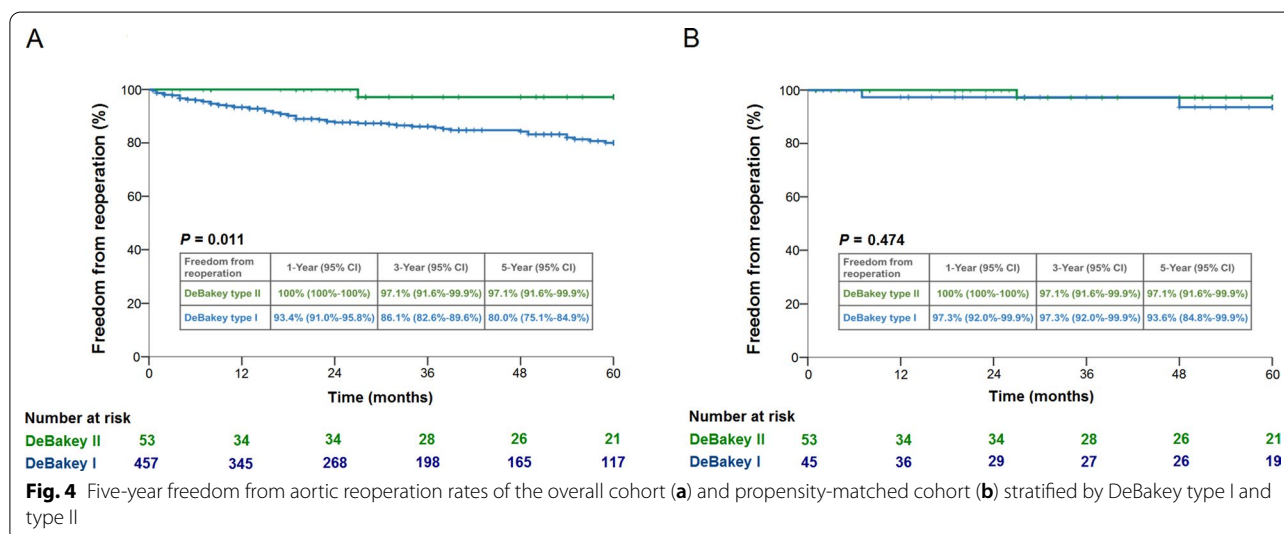 A
B
Freedom from reoperation (%)
100
80
60
40
20
0
P = 0.011
Freedom from reoperation 1-Year (95% CI) 3-Year (95% CI) 5-Year (95% CI)
DeBakey type II 100% (100%-100%) 97.1% (91.6%-99.9%) 97.1% (91.6%-99.9%)
DeBakey type I 93.4% (91.0%-95.8%) 86.1% (82.6%-89.6%) 80.0% (75.1%-84.9%)
0 12 24 36 48 60
Time (months)
Number at risk
DeBakey II 53 34 34 28 26 21
DeBakey I 457 345 268 198 165 117
Freedom from reoperation (%)
100
80
60
40
20
0
P = 0.474
Freedom from reoperation 1-Year (95% CI) 3-Year (95% CI) 5-Year (95% CI)
DeBakey type II 100% (100%-100%) 97.1% (91.6%-99.9%) 97.1% (91.6%-99.9%)
DeBakey type I 97.3% (92.0%-99.9%) 97.3% (92.0%-99.9%) 93.6% (84.8%-99.9%)
0 12 24 36 48 60
Time (months)
Number at risk
DeBakey II 53 34 34 28 26 21
DeBakey I 45 36 29 27 26 19
Fig. 4 Five-year freedom from aortic reoperation rates of the overall cohort (a) and propensity-matched cohort (b) stratified by DeBakey type I and
type II